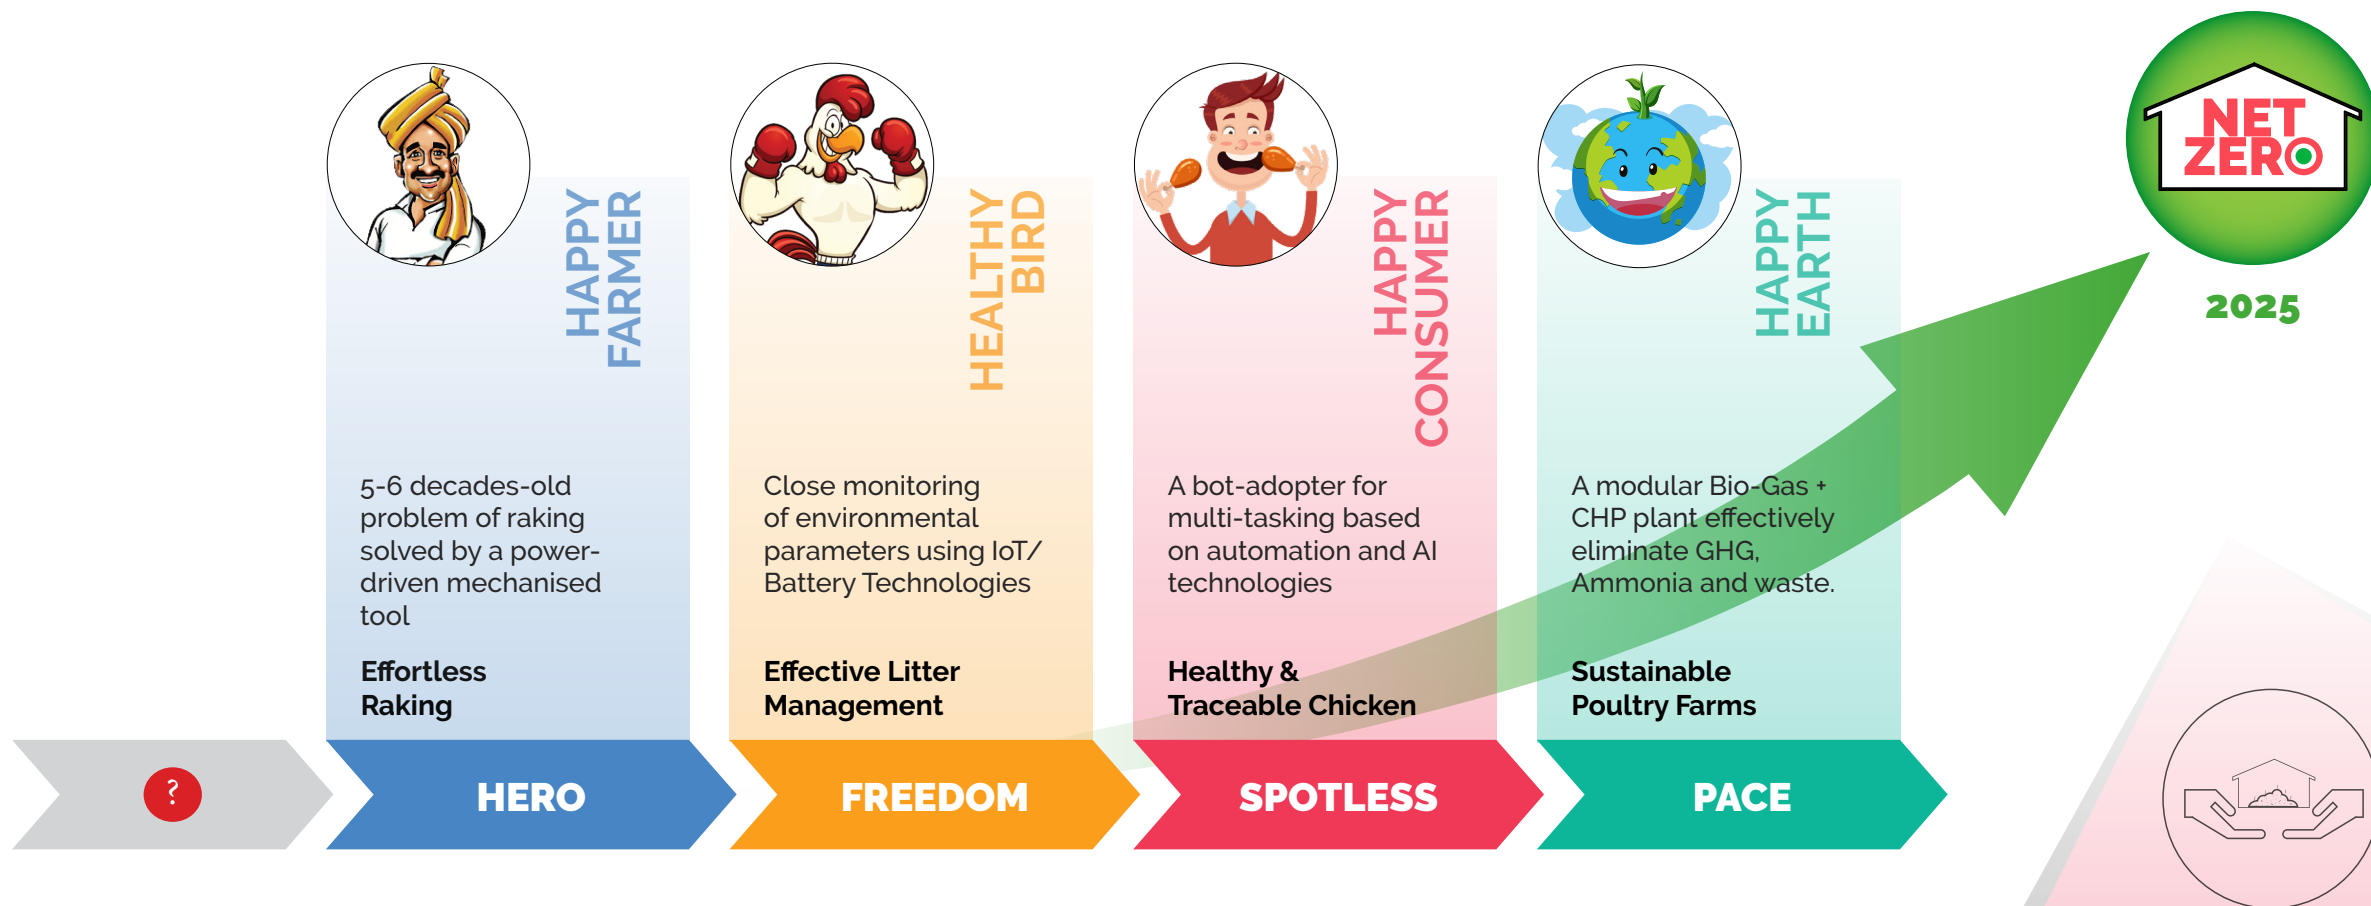 HAPPY
FARMER
5-6 decades-old
problem of raking
solved by a power-
driven mechanised
tool
Effortless
Raking
HEALTHY
BIRD
Close monitoring
of environmental
parameters using IoT/
Battery Technologies
Effective Litter
Management
HAPPY
CONSUMER
A bot-adopter for
multi-tasking based
on automation and AI
technologies
Healthy &
Traceable Chicken
HAPPY
EARTH
A modular Bio-Gas +
CHP plant effectively
eliminate GHG,
Ammonia and waste.
Sustainable
Poultry Farms
NET
ZERO
2025
?
HERO
FREEDOM
SPOTLESS
PACE